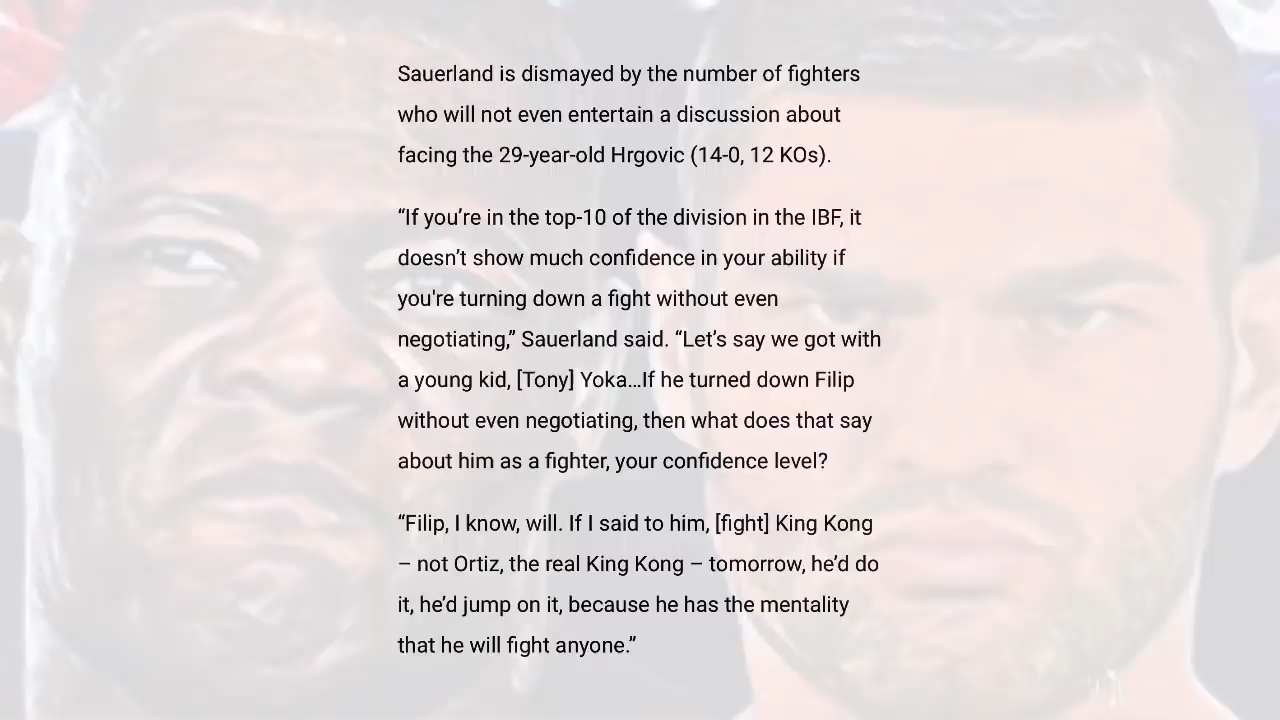 Sauerland is dismayed by the number of fighters
who will not even entertain a discussion about
facing the 29-year-old Hrgovic (14-0, 12 KOs).
“If you’re in the top-10 of the division in the IBF, it
doesn’t show much confidence in your ability if
you're turning down a fight without even
negotiating,” Sauerland said. “Let’s say we got with
a young kid, [Tony] Yoka…If he turned down Filip
without even negotiating, then what does that say
about him as a fighter, your confidence level?
“Filip, I know, will. If I said to him, [fight] King Kong
– not Ortiz, the real King Kong – tomorrow, he’d do
it, he’d jump on it, because he has the mentality
that he will fight anyone.”